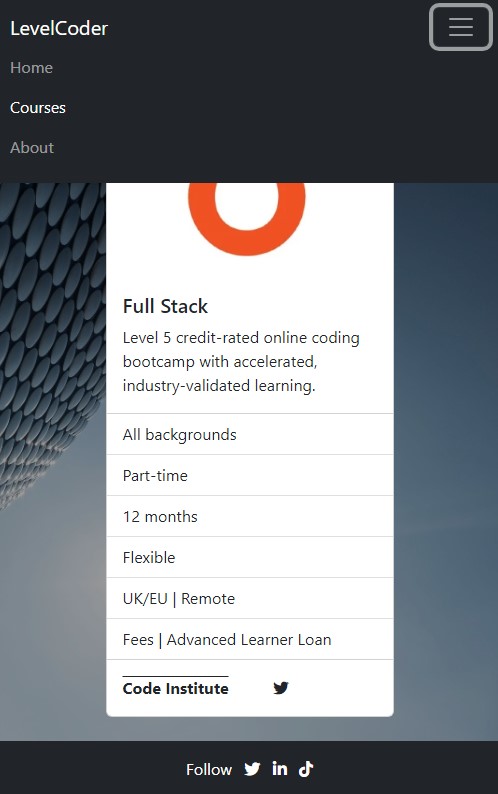 LevelCoder
Home
Courses
About
Full Stack
Level 5 credit-rated online coding
bootcamp with accelerated,
industry-validated learning.
All backgrounds
Part-time
12 months
Flexible
UK/EU | Remote
Fees | Advanced Learner Loan
Code Institute
Follow